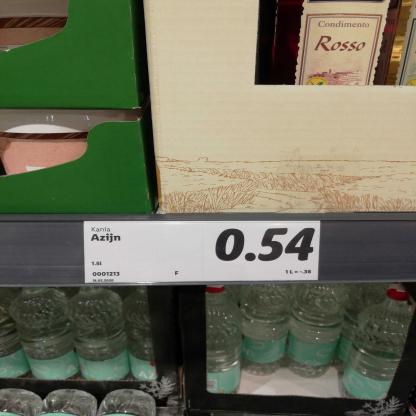 Condimento
Rosso
Kania
Azijn
0.54
1.5l
0001213 F 1 L = -.36